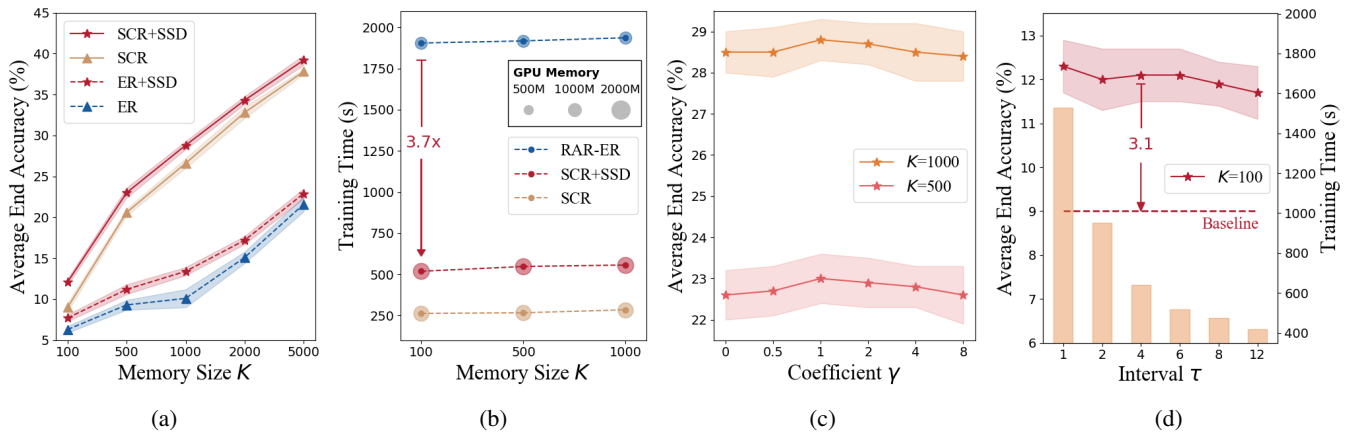 Average End Accuracy (%)
45
40
35
30
25
20
15
10
5
SCR+SSD
SCR
ER+SSD
ER
100
500
1000
2000
5000
Memory Size K
(a)
Training Time (s)
2000
1750
1500
1250
1000
750
500
250
3.7x
GPU Memory
500M 1000M 2000M
RAR-ER
SCR+SSD
SCR
100
500
1000
Memory Size K
(b)
Average End Accuracy (%)
29
28
27
26
25
24
23
22
K=1000
K=500
0
0.5
1
2
4
8
Coefficient γ
(c)
Average End Accuracy (%)
13
12
11
10
9
8
7
6
3.1
K=100
Baseline
1
2
4
6
8
12
Interval τ
2000
1800
1600
1400
1200
1000
800
600
400
Training Time (s)
(d)